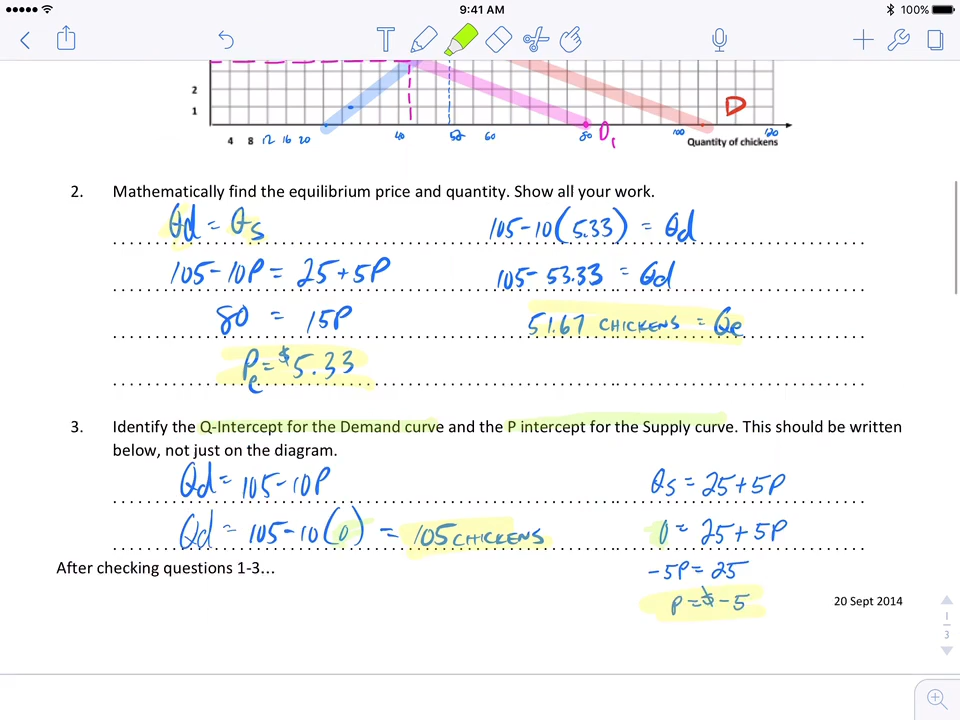 9:41 AM
100%
T
2
1
D
4 8 12 16 20 40 52 60 80 D1 100 120
Quantity of chickens
2. Mathematically find the equilibrium price and quantity. Show all your work.
Qd = Qs 105-10(5.33) = Qd
105-10P = 25+5P 105-53.33 = Qd
80 = 15P 51.67 CHICKENS = Qe
Pe = $5.33
3. Identify the Q-Intercept for the Demand curve and the P intercept for the Supply curve. This should be written
below, not just on the diagram.
Qd = 105-10P Qs = 25+5P
Qd = 105-10(0) = 105 CHICKENS 0 = 25+5P
After checking questions 1-3... -5P = 25
P = $-5 20 Sept 2014
1
3